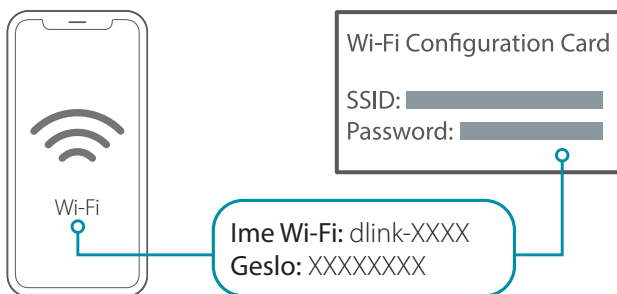 Wi-Fi Configuration Card
SSID:
Password:
Wi-Fi
Ime Wi-Fi: dlink-XXXX
Geslo: XXXXXXXX